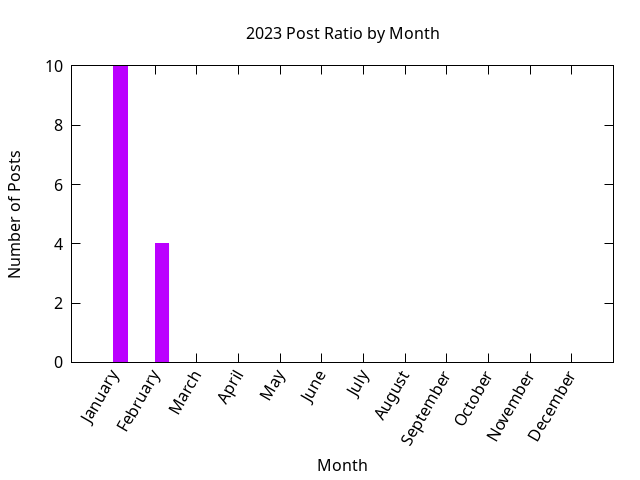 2023 Post Ratio by Month
10
8
6
4
2
0
Number of Posts
January
February
March
April
May
June
July
August
September
October
November
December
Month